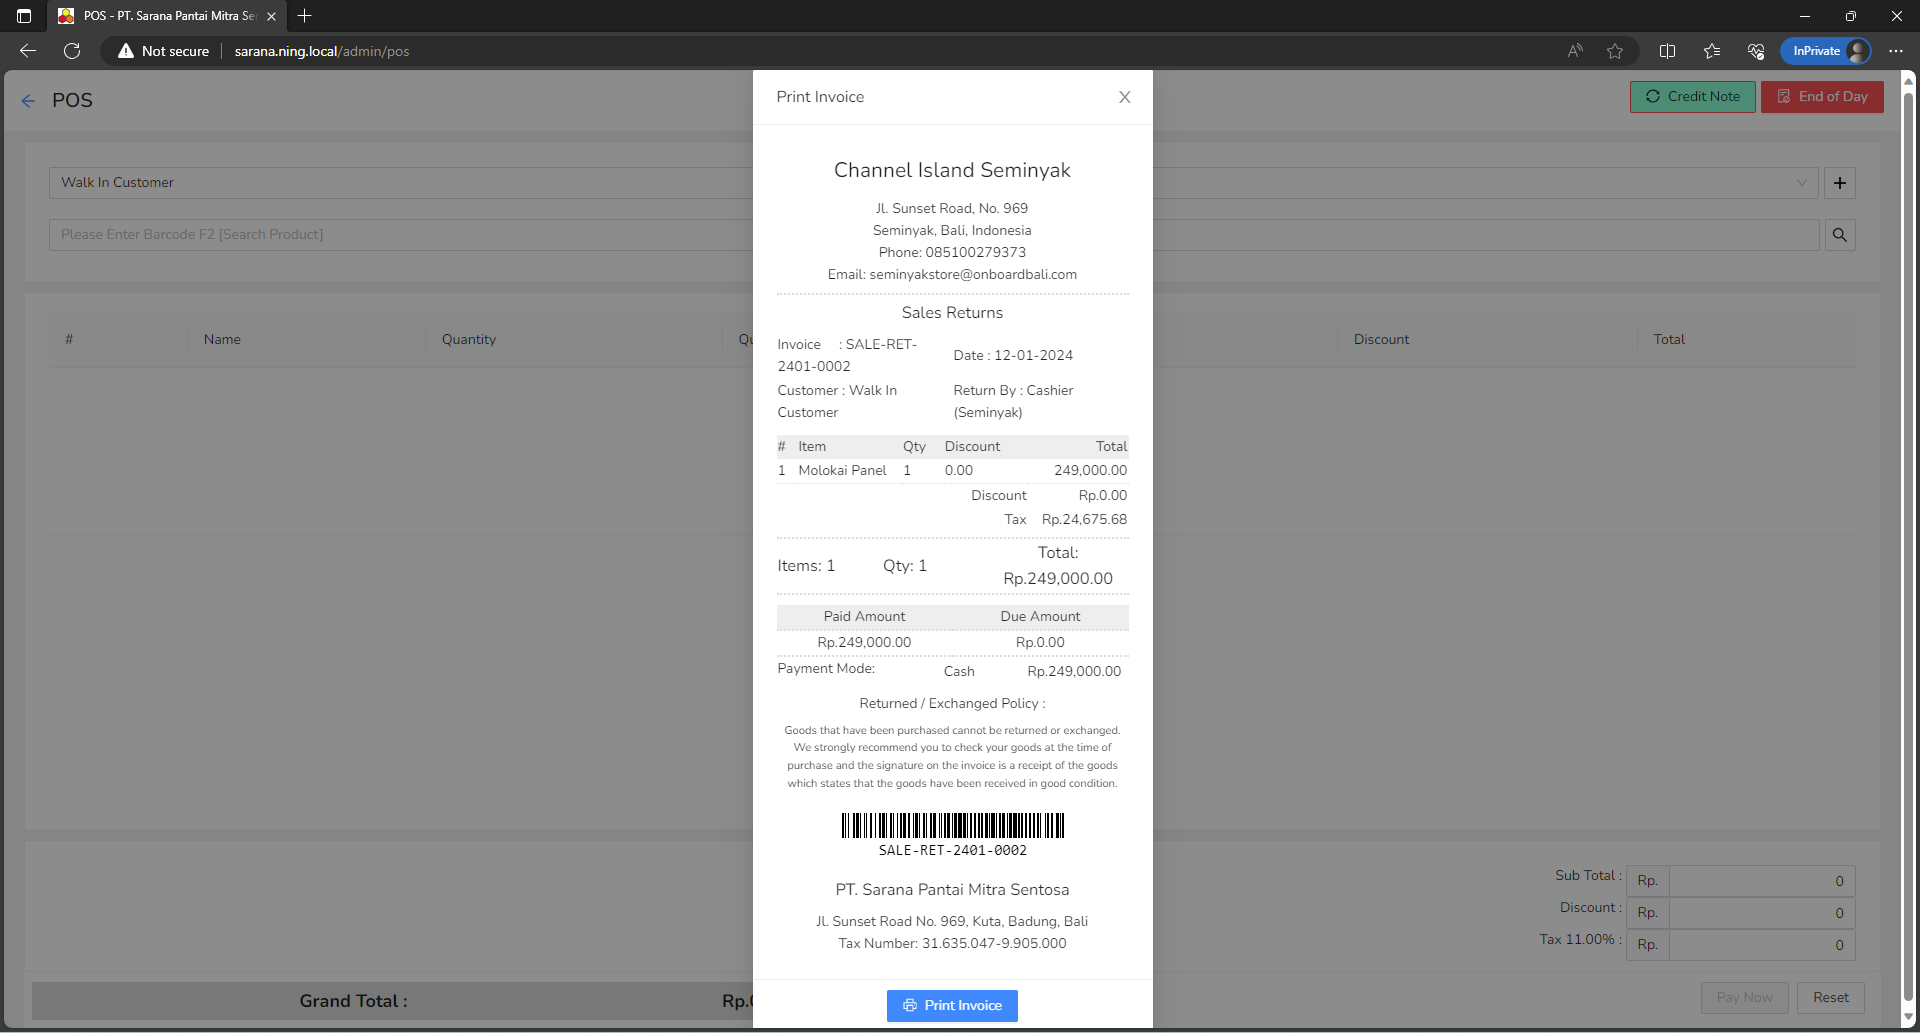 POS - PT. Sarana Pantai Mitra Se
Not secure
sarana.ning.local/admin/pos
InPrivate
POS
Credit Note
End of Day
Walk In Customer
Please Enter Barcode F2 [Search Product]
# Name Quantity Discount Total
Print Invoice X
Channel Island Seminyak
Jl. Sunset Road, No. 969
Seminyak, Bali, Indonesia
Phone: 085100279373
Email: seminyakstore@onboardbali.com
Sales Returns
Invoice : SALE-RET-
2401-0002
Date : 12-01-2024
Customer : Walk In
Customer
Return By : Cashier
(Seminyak)
# Item Qty Discount Total
1 Molokai Panel 1 0.00 249,000.00
Discount Rp.0.00
Tax Rp.24,675.68
Items: 1 Qty: 1
Total:
Rp.249,000.00
Paid Amount Due Amount
Rp.249,000.00 Rp.0.00
Payment Mode: Cash Rp.249,000.00
Returned / Exchanged Policy :
Goods that have been purchased cannot be returned or exchanged.
We strongly recommend you to check your goods at the time of
purchase and the signature on the invoice is a receipt of the goods
which states that the goods have been received in good condition.
SALE-RET-2401-0002
PT. Sarana Pantai Mitra Sentosa
Jl. Sunset Road No. 969, Kuta, Badung, Bali
Tax Number: 31.635.047-9.905.000
Print Invoice
Sub Total : Rp. 0
Discount : Rp. 0
Tax 11.00% : Rp. 0
Grand Total :
Pay Now
Reset